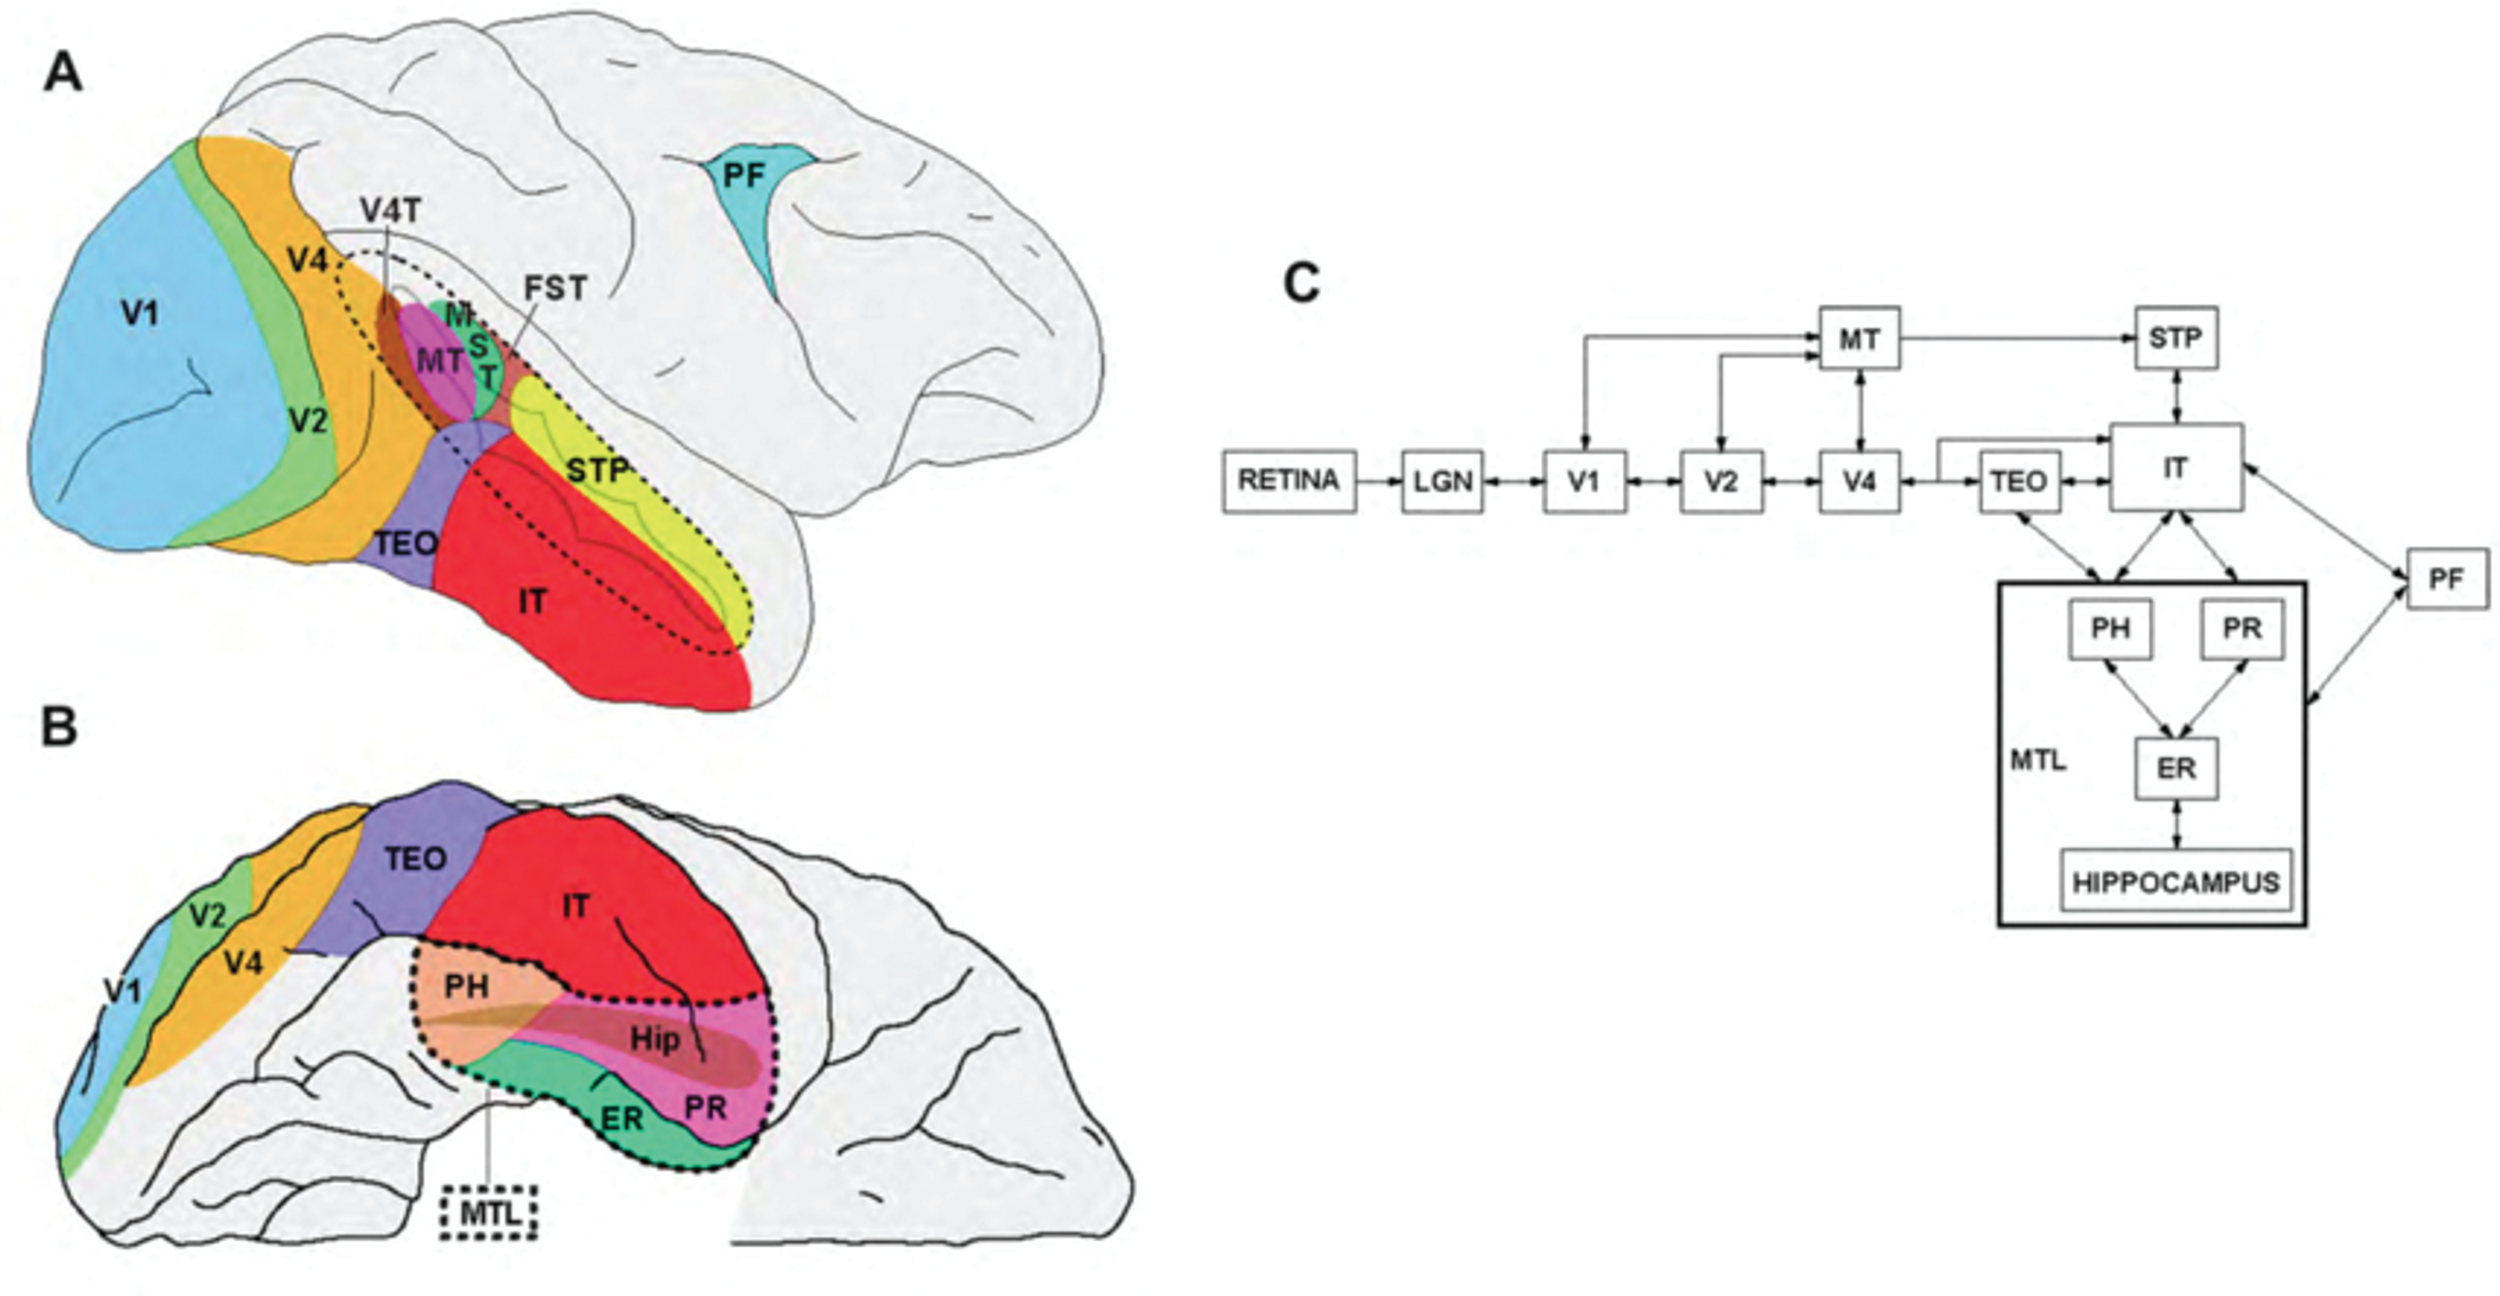 A
V1
V2
V4
V4T
MT
M
S
T
FST
PF
STP
TEO
IT
B
V1
V2
V4
TEO
IT
PH
Hip
PR
ER
MTL
C
MT
STP
RETINA
LGN
V1
V2
V4
TEO
IT
PF
PH
PR
MTL
ER
HIPPOCAMPUS